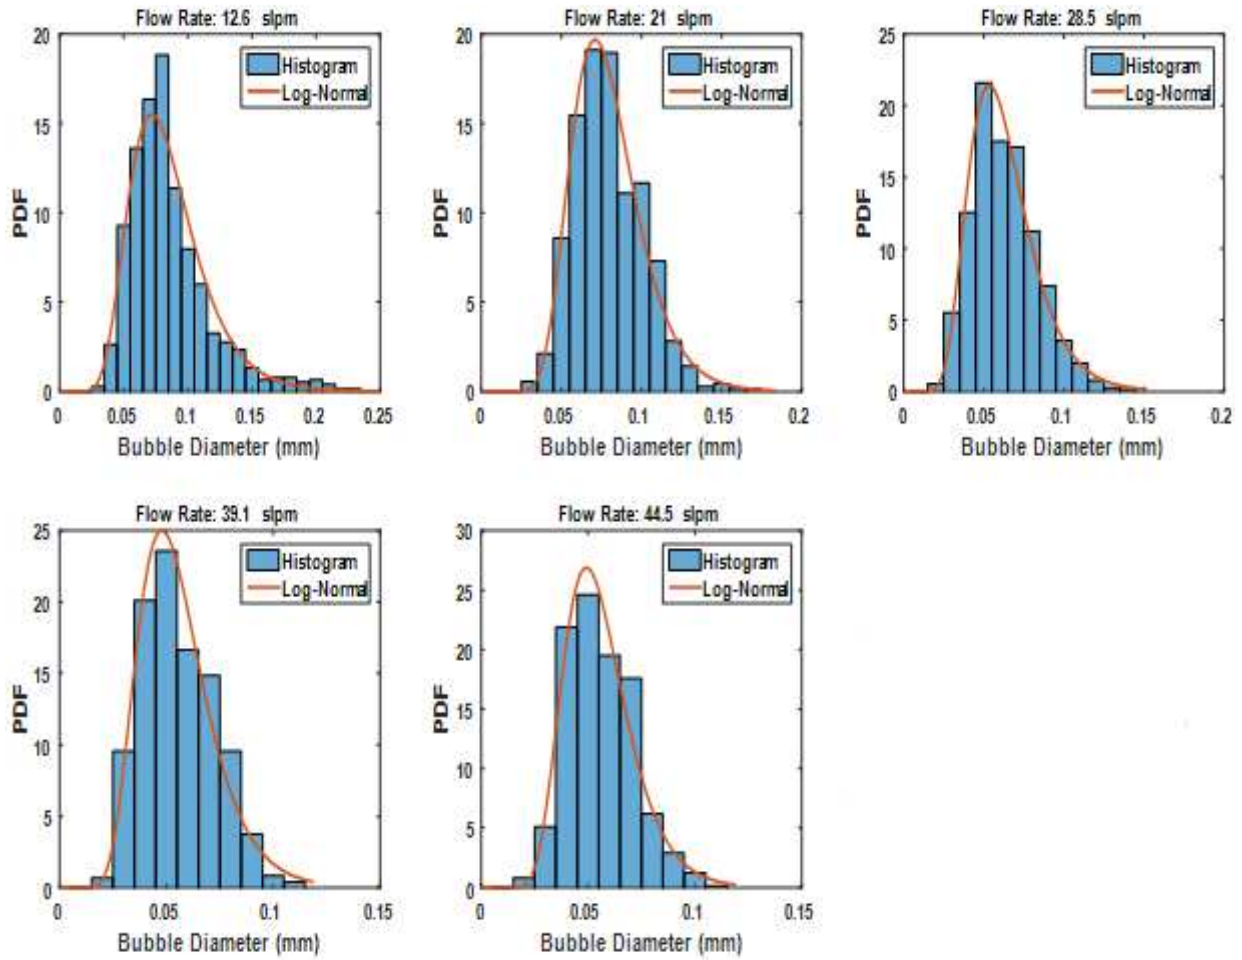 Flow Rate: 12.6 slpm
20
15
10
5
0
PDF
Histogram
Log-Normal
0 0.05 0.1 0.15 0.2 0.25
Bubble Diameter (mm)
Flow Rate: 21 slpm
20
15
10
5
0
PDF
Histogram
Log-Normal
0 0.05 0.1 0.15 0.2
Bubble Diameter (mm)
Flow Rate: 28.5 slpm
25
20
15
10
5
0
PDF
Histogram
Log-Normal
0 0.05 0.1 0.15 0.2
Bubble Diameter (mm)
Flow Rate: 39.1 slpm
25
20
15
10
5
0
PDF
Histogram
Log-Normal
0 0.05 0.1 0.15
Bubble Diameter (mm)
Flow Rate: 44.5 slpm
30
25
20
15
10
5
0
PDF
Histogram
Log-Normal
0 0.05 0.1 0.15
Bubble Diameter (mm)